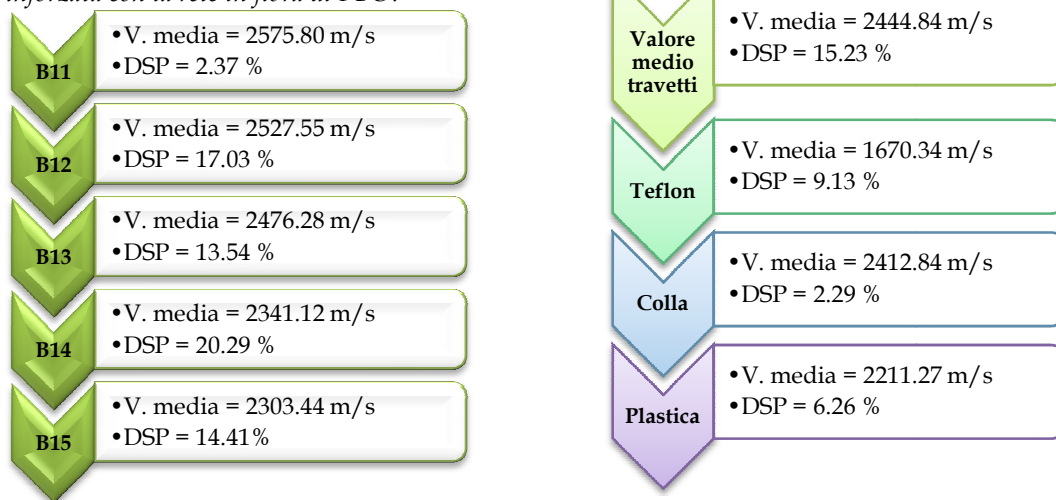 B11
•V. media = 2575.80 m/s
•DSP = 2.37 %
B12
•V. media = 2527.55 m/s
•DSP = 17.03 %
B13
•V. media = 2476.28 m/s
•DSP = 13.54 %
B14
•V. media = 2341.12 m/s
•DSP = 20.29 %
B15
•V. media = 2303.44 m/s
•DSP = 14.41%
Valore
medio
travetti
•V. media = 2444.84 m/s
•DSP = 15.23 %
Teflon
•V. media = 1670.34 m/s
•DSP = 9.13 %
Colla
•V. media = 2412.84 m/s
•DSP = 2.29 %
Plastica
•V. media = 2211.27 m/s
•DSP = 6.26 %